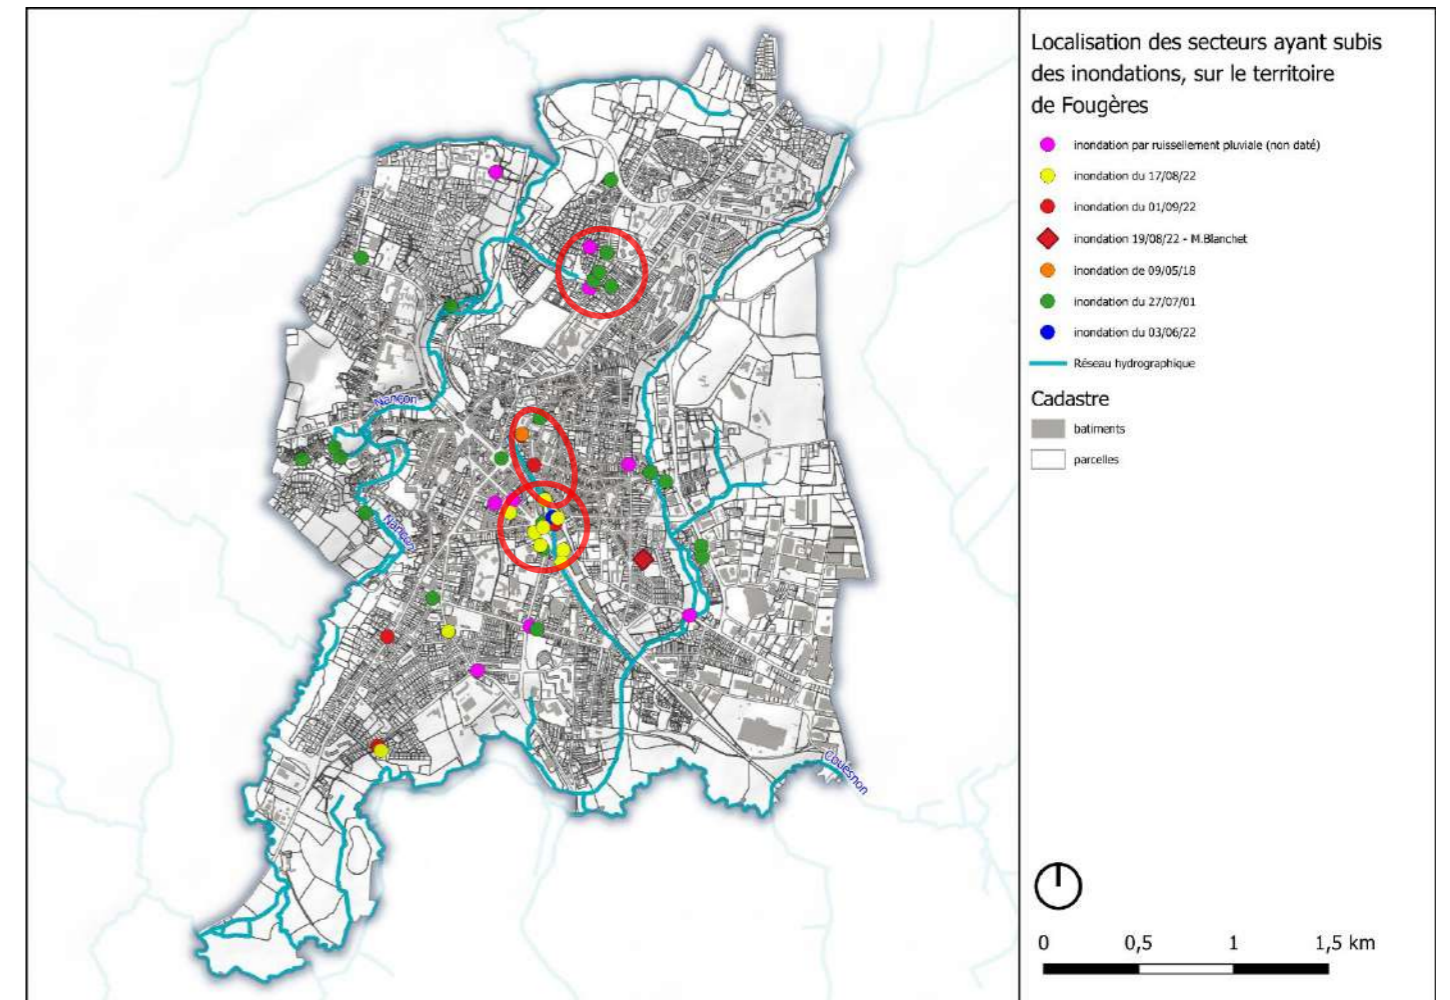 Localisation des secteurs ayant subis
des inondations, sur le territoire
de Fougères
inondation par ruissellement pluviale (non daté)
inondation du 17/08/22
inondation du 01/09/22
inondation 19/08/22 - M.Blanchet
inondation de 09/05/18
inondation du 27/07/01
inondation du 03/06/22
Réseau hydrographique
Cadastre
batiments
parcelles
Nançon
Nançon
Couesnon
0 0,5 1 1,5 km